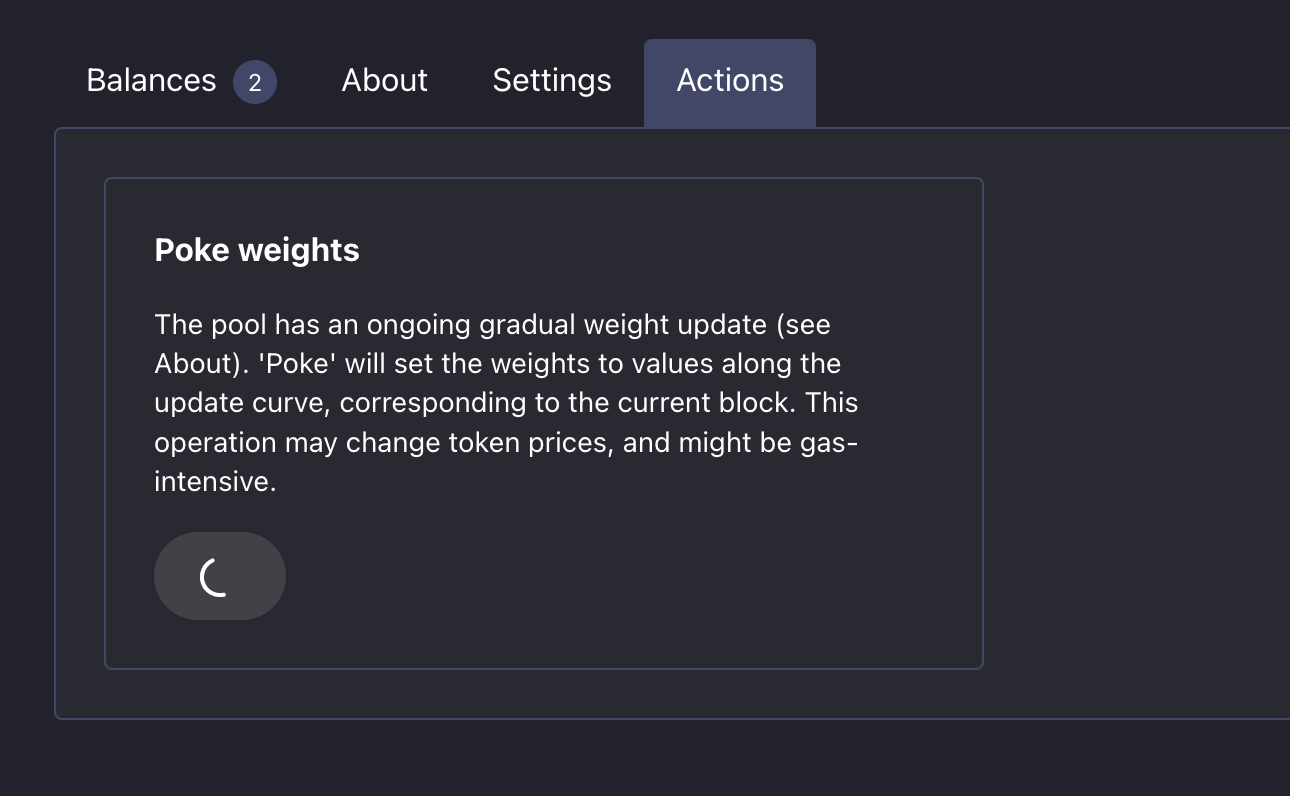 Balances 2 About Settings Actions
Poke weights
The pool has an ongoing gradual weight update (see
About). 'Poke' will set the weights to values along the
update curve, corresponding to the current block. This
operation may change token prices, and might be gas-
intensive.